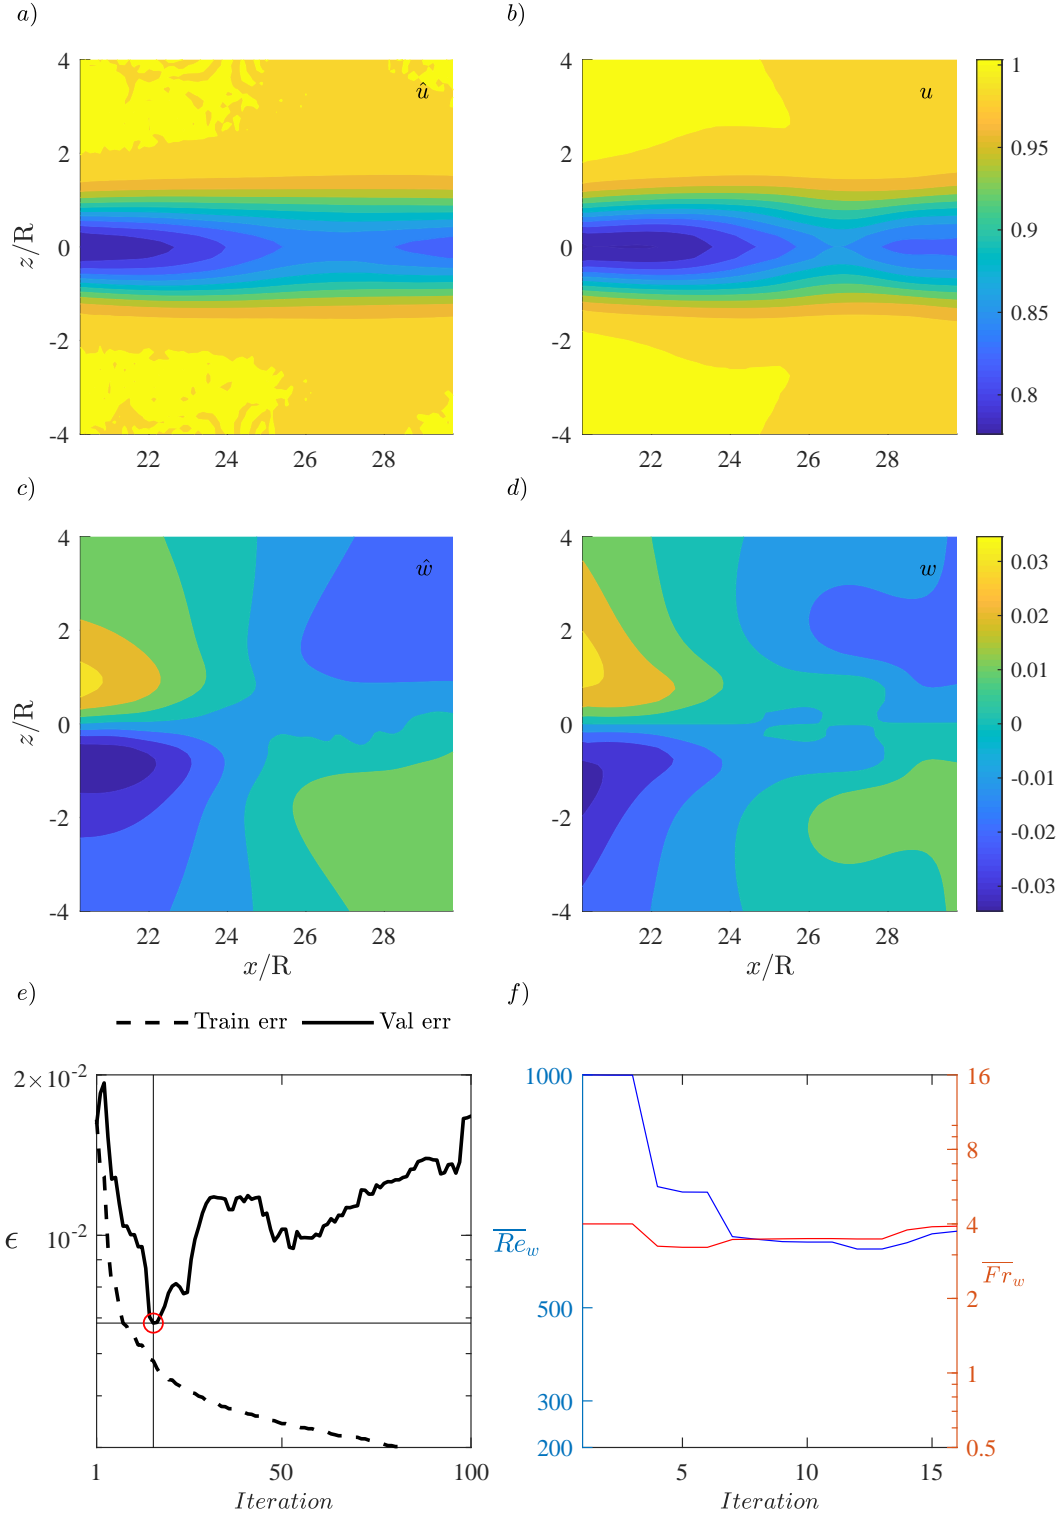 a) b)
4 û 4 u 1
2 2 0.95
z/R 0 0 0.9
-2 -2 0.85
-4 -4 0.8
22 24 26 28 22 24 26 28
c) d)
4 ŵ 4 w 0.03
2 2 0.02
0.01
z/R 0 0 0
-0.01
-2 -2 -0.02
-4 -4 -0.03
22 24 26 28 22 24 26 28
x/R x/R
e) f)
Train err Val err
2×10⁻² 1000 16
8
ϵ 10⁻² R̅e̅w 4
F̅r̅w
500 2
300 1
200 0.5
1 50 100 5 10 15
Iteration Iteration